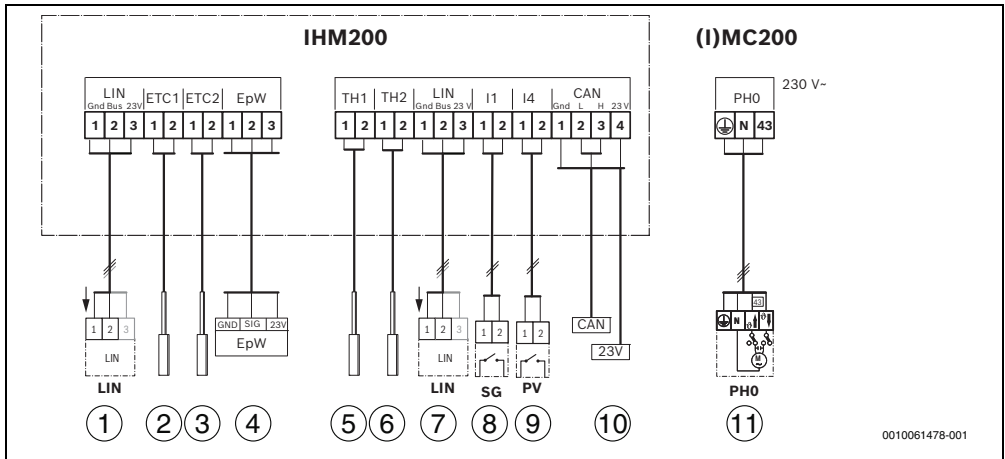 IHM200
(I)MC200
LIN ETC1 ETC2 EpW
Gnd Bus 23V
1 2 3 1 2 1 2 1 2 3
TH1 TH2 LIN I1 I4 CAN
Gnd Bus 23 V Gnd L H 23 V
1 2 1 2 1 2 3 1 2 1 2 1 2 3 4
230 V~
PH0
N 43
1 2 3
LIN
LIN
GND SIG 23V
EpW
1 2 3
LIN
LIN
1 2
SG
1 2
PV
CAN
23V
43
N
M
~
PH0
1 2 3 4 5 6 7 8 9 10 11
0010061478-001